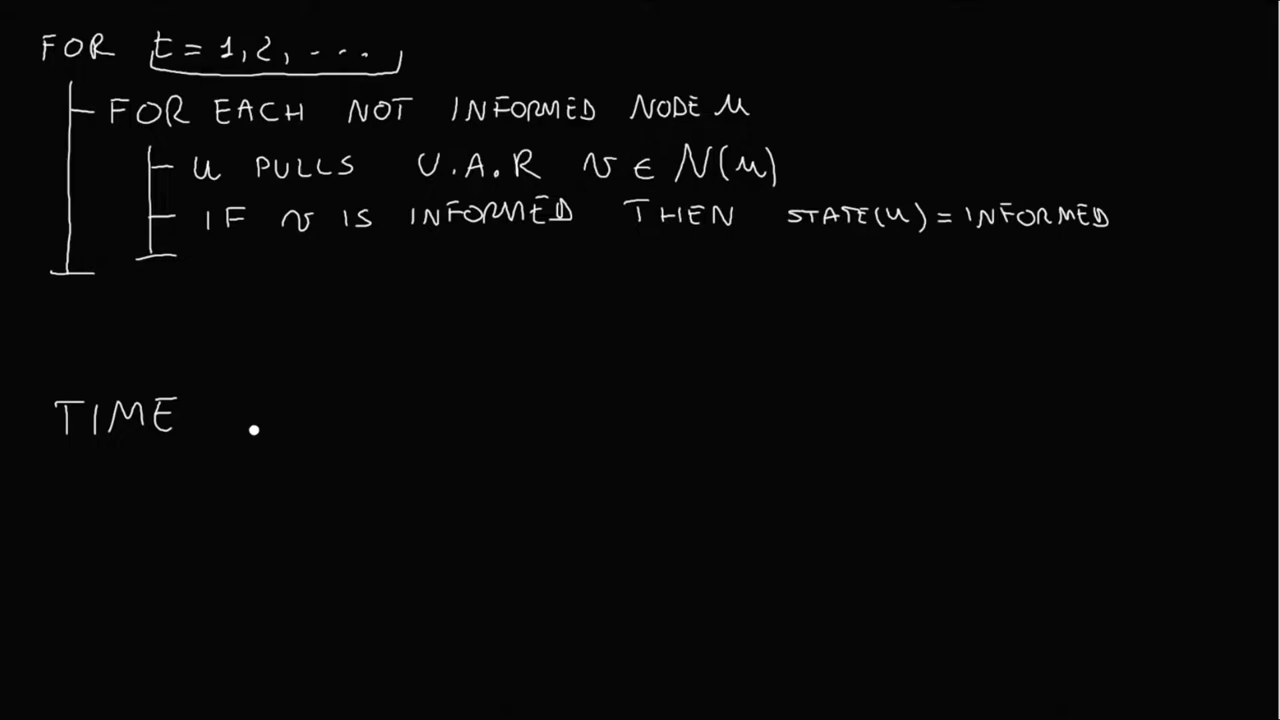 FOR t = 1, 2, ...
FOR EACH NOT INFORMED NODE u
u PULLS U.A.R v ∈ N(u)
IF v IS INFORMED THEN STATE(u) = INFORMED
TIME